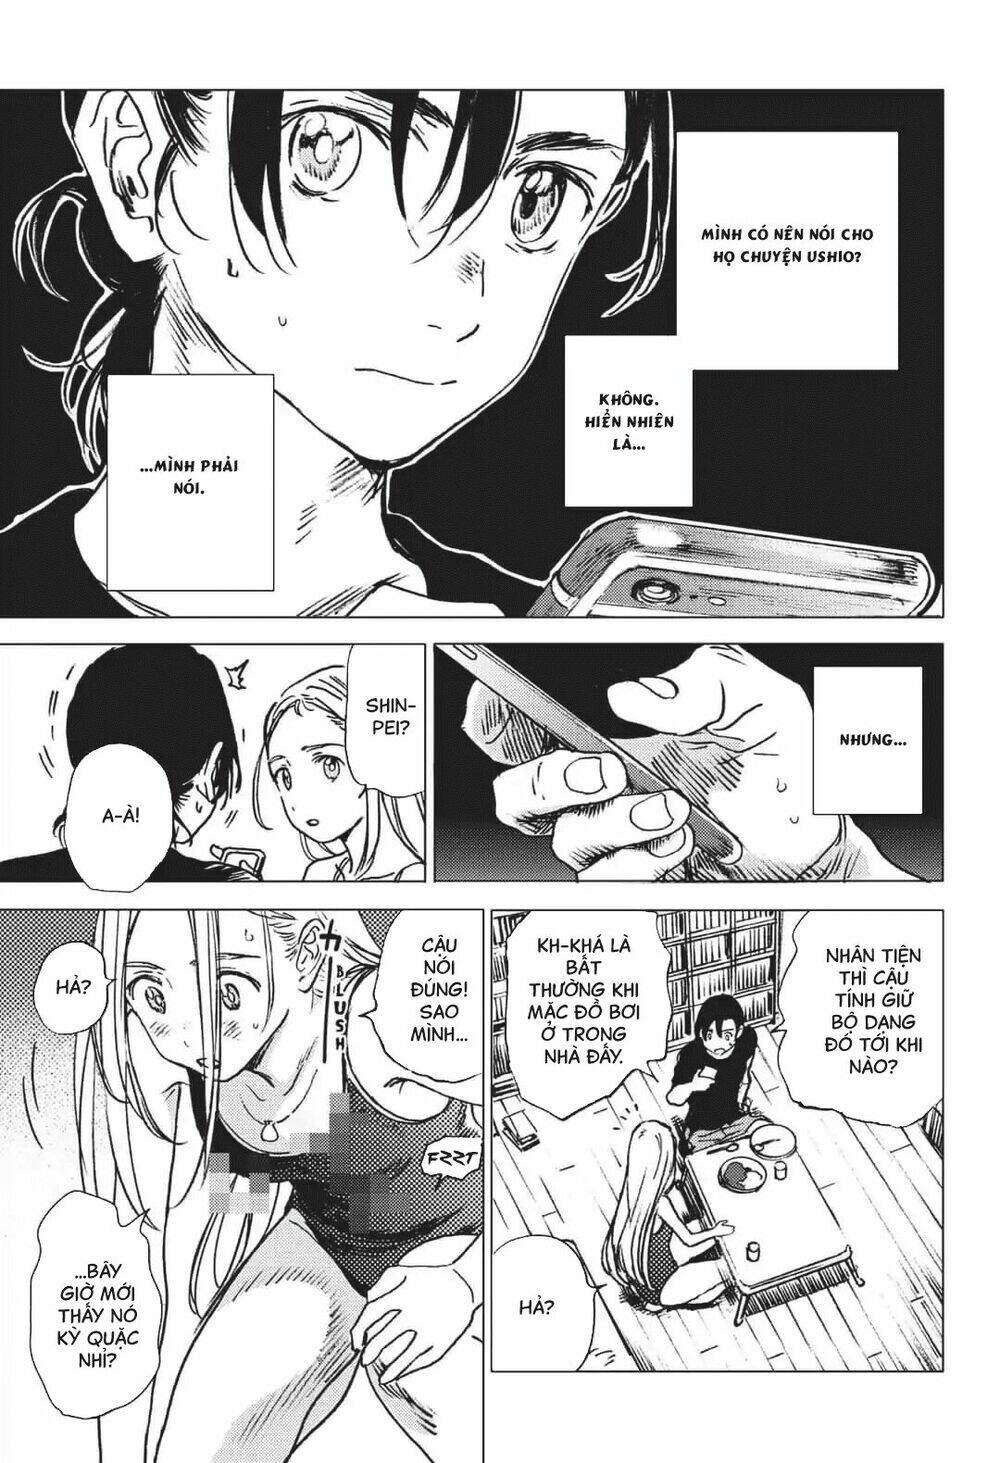 MÌNH CÓ NÊN NÓI CHO
HỌ CHUYỆN USHIO?
KHÔNG.
HIỂN NHIÊN
LÀ...
...MÌNH PHẢI
NÓI.
NHƯNG...
SHIN-
PEI?
A-À!
NHÂN TIỆN
THÌ CẬU
TÍNH GIỮ
BỘ DẠNG
ĐÓ TỚI KHI
NÀO?
KH-KHÁ LÀ
BẤT
THƯỜNG KHI
MẶC ĐỒ BƠI
Ở TRONG
NHÀ ĐẤY.
HẢ?
CẬU
NÓI
ĐÚNG!
SAO
MÌNH...
カ
BLUSH
HẢ?
FZZT
...BÂY
GIỜ MỚI
THẤY NÓ
KỲ QUẶC
NHỈ?